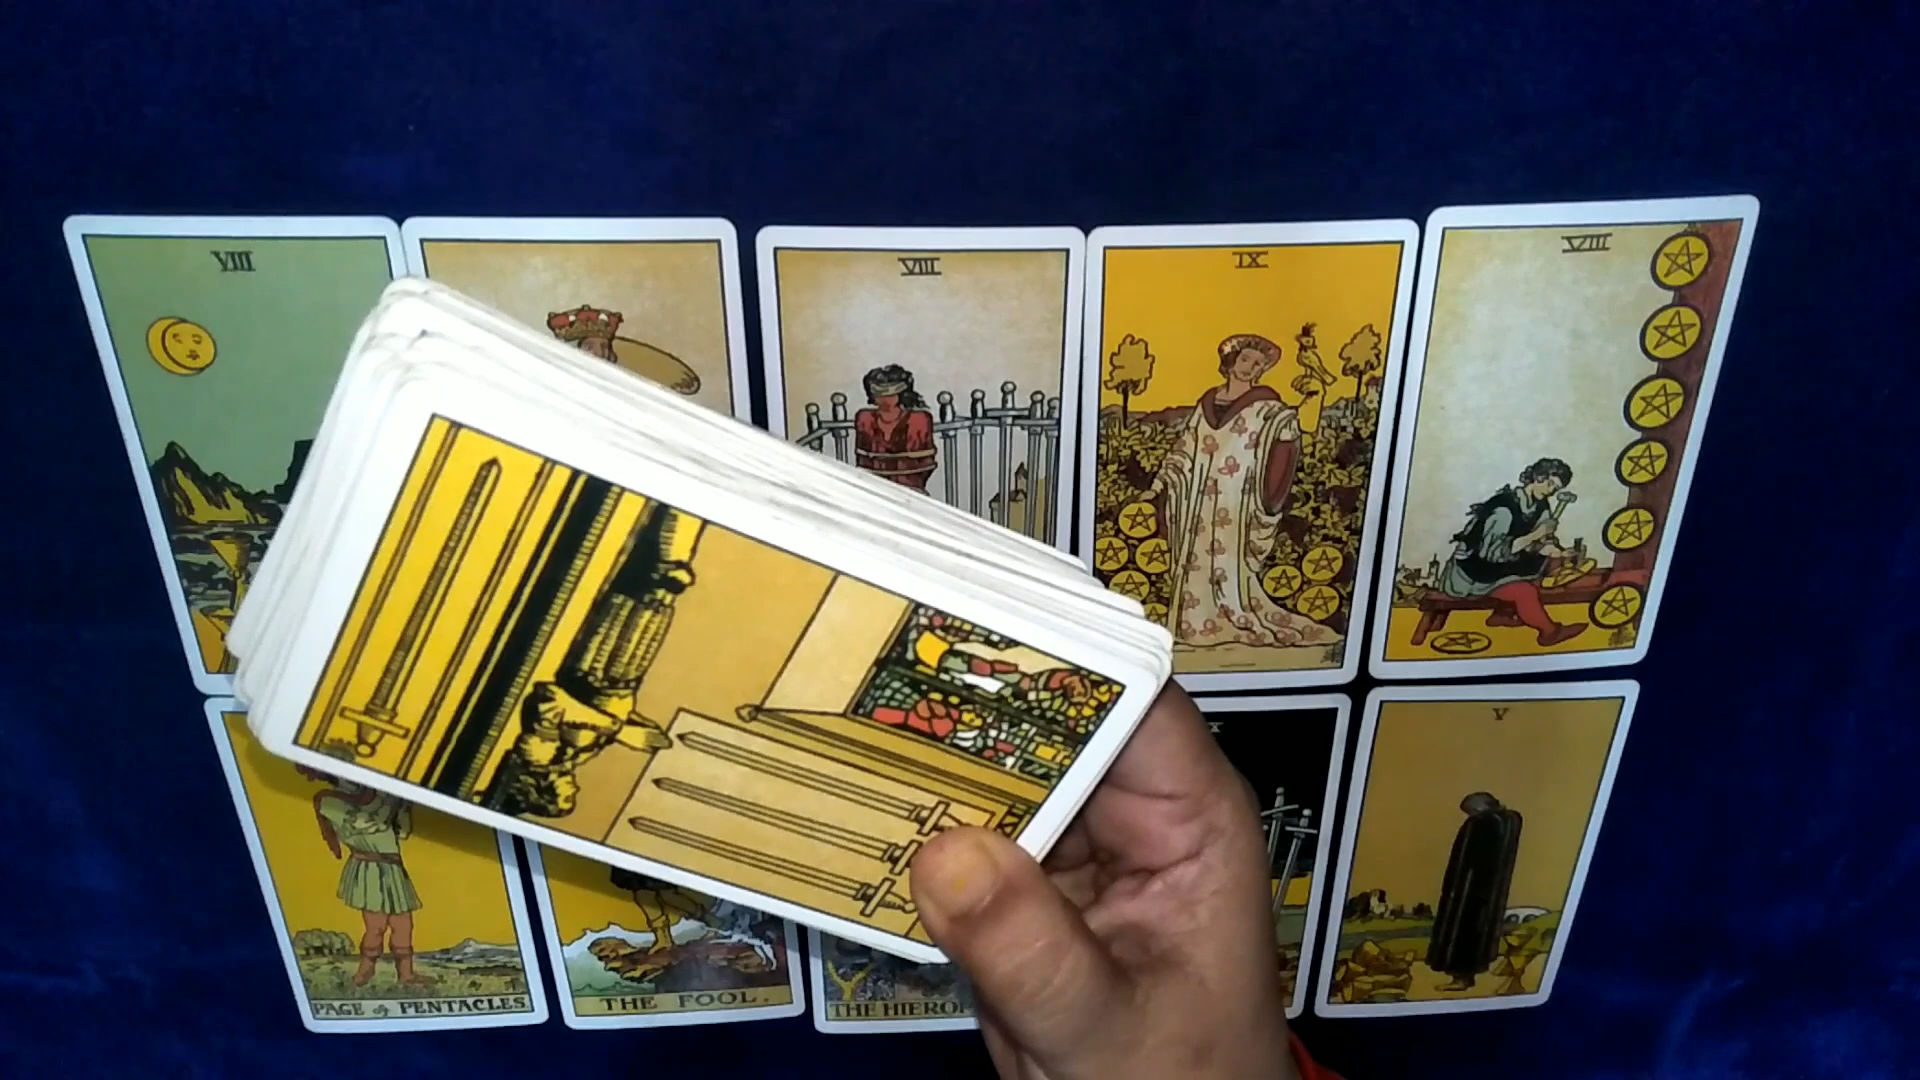 VIII
VIII
IX
VIII
X
V
PAGE of PENTACLES
THE FOOL.
THE HIERO